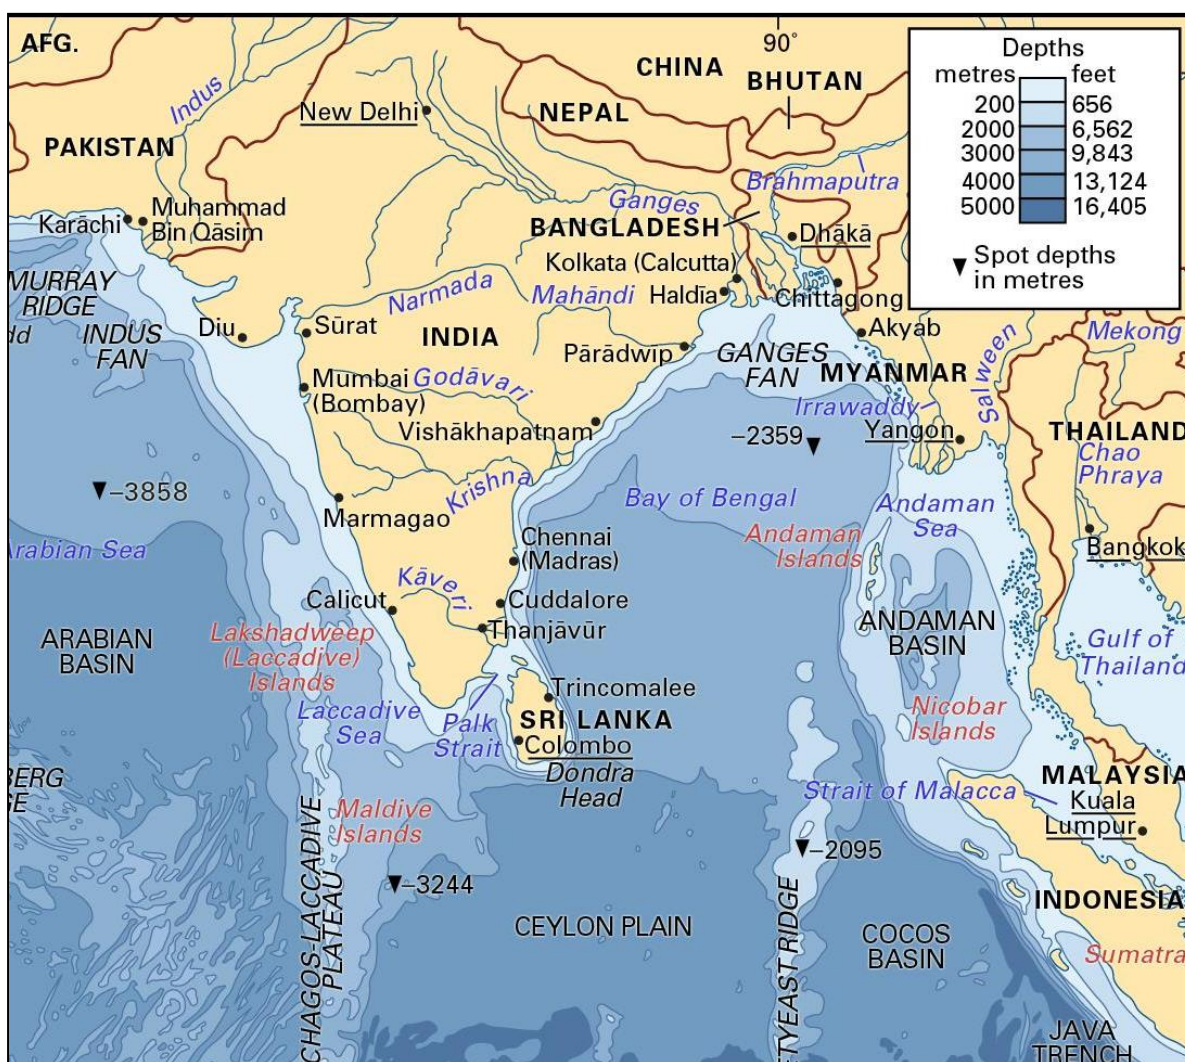 AFG.
90°
CHINA
BHUTAN
NEPAL
Indus
New Delhi
PAKISTAN
Depths
metres feet
200 656
2000 6,562
3000 9,843
4000 13,124
5000 16,405
Spot depths
in metres
Brahmaputra
Ganges
BANGLADESH
Dhākā
Karāchi
Muhammad
Bin Qāsim
Kolkata (Calcutta)
Haldīa
Chittagong
MURRAY
RIDGE
Narmada
Mahāndi
dd
INDUS
FAN
Diu
Sūrat
INDIA
Pārādwīp
GANGES
FAN
Akyab
MYANMAR
Salween
Mekong
Mumbai
(Bombay)
Godāvari
Vishākhapatnam
Irrawaddy
Yangon
–2359
THAILAND
Chao
Phraya
–3858
Krishna
Marmagao
Bay of Bengal
Andaman
Sea
Andaman
Islands
Bangkok
Arabian Sea
Chennai
(Madras)
Kāveri
Calicut
Cuddalore
Thanjāvūr
ARABIAN
BASIN
Lakshadweep
(Laccadive)
Islands
ANDAMAN
BASIN
Gulf of
Thailand
Laccadive
Sea
Palk
Strait
Trincomalee
SRI LANKA
Colombo
Dondra
Head
Nicobar
Islands
BERG
GE
Maldive
Islands
Strait of Malacca
MALAYSIA
Kuala
Lumpur
–3244
–2095
CHAGOS-LACCADIVE
PLATEAU
CEYLON PLAIN
TYEAST RIDGE
COCOS
BASIN
INDONESIA
Sumatra
JAVA
TRENCH